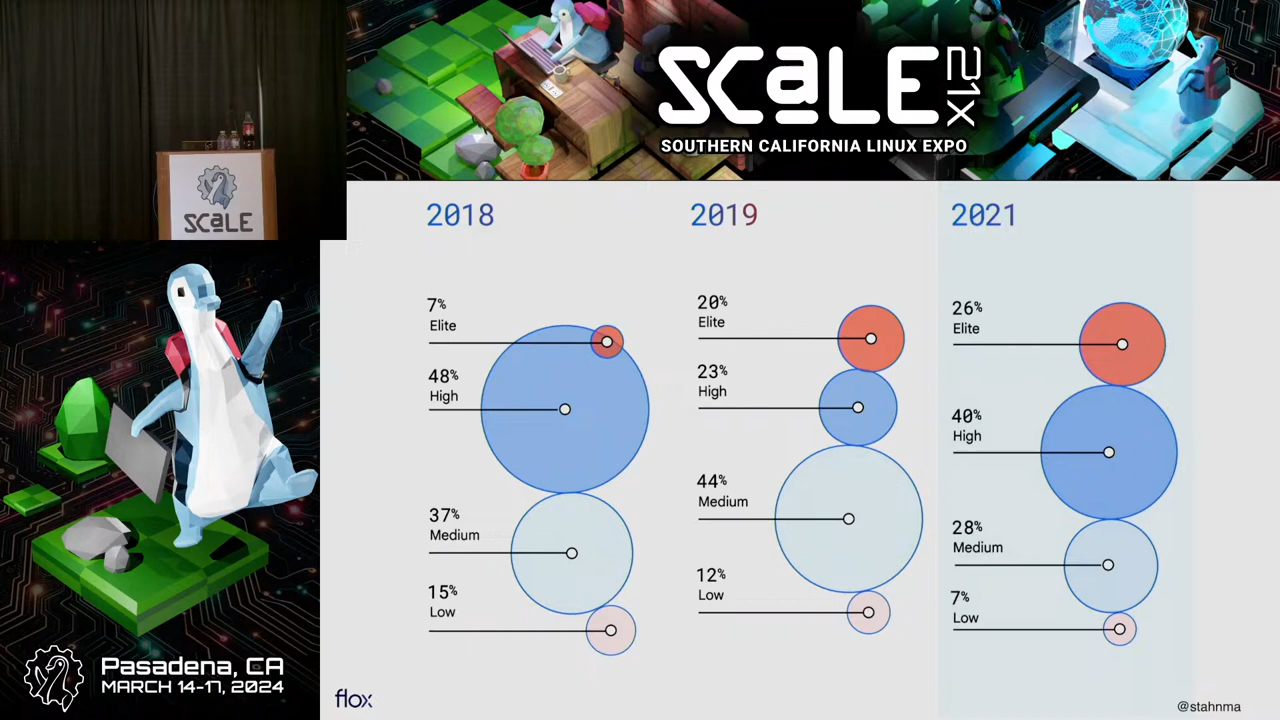 SCALE 21X
SOUTHERN CALIFORNIA LINUX EXPO
SCALE
2018
7%
Elite
48%
High
37%
Medium
15%
Low
2019
20%
Elite
23%
High
44%
Medium
12%
Low
2021
26%
Elite
40%
High
28%
Medium
7%
Low
Pasadena, CA
MARCH 14-17, 2024
flox
@stahnma